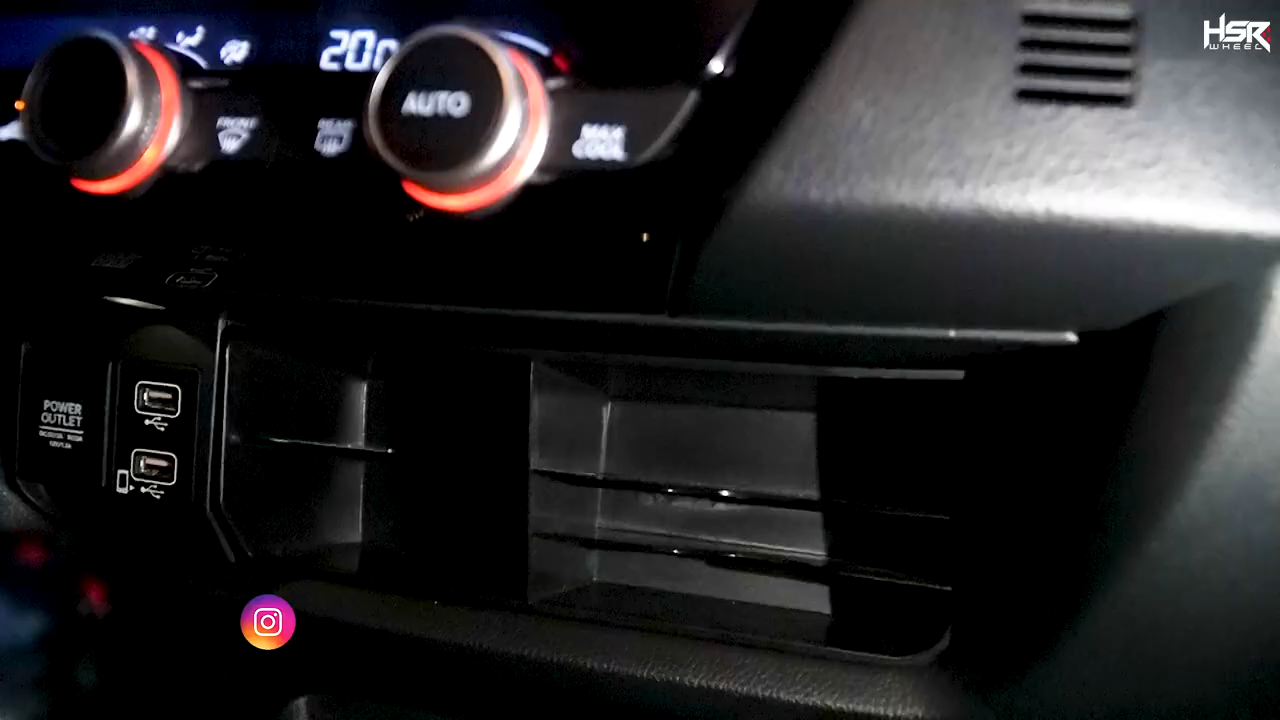 HSR
WHEEL
20
AUTO
FRONT
REAR
MAX
COOL
POWER
OUTLET